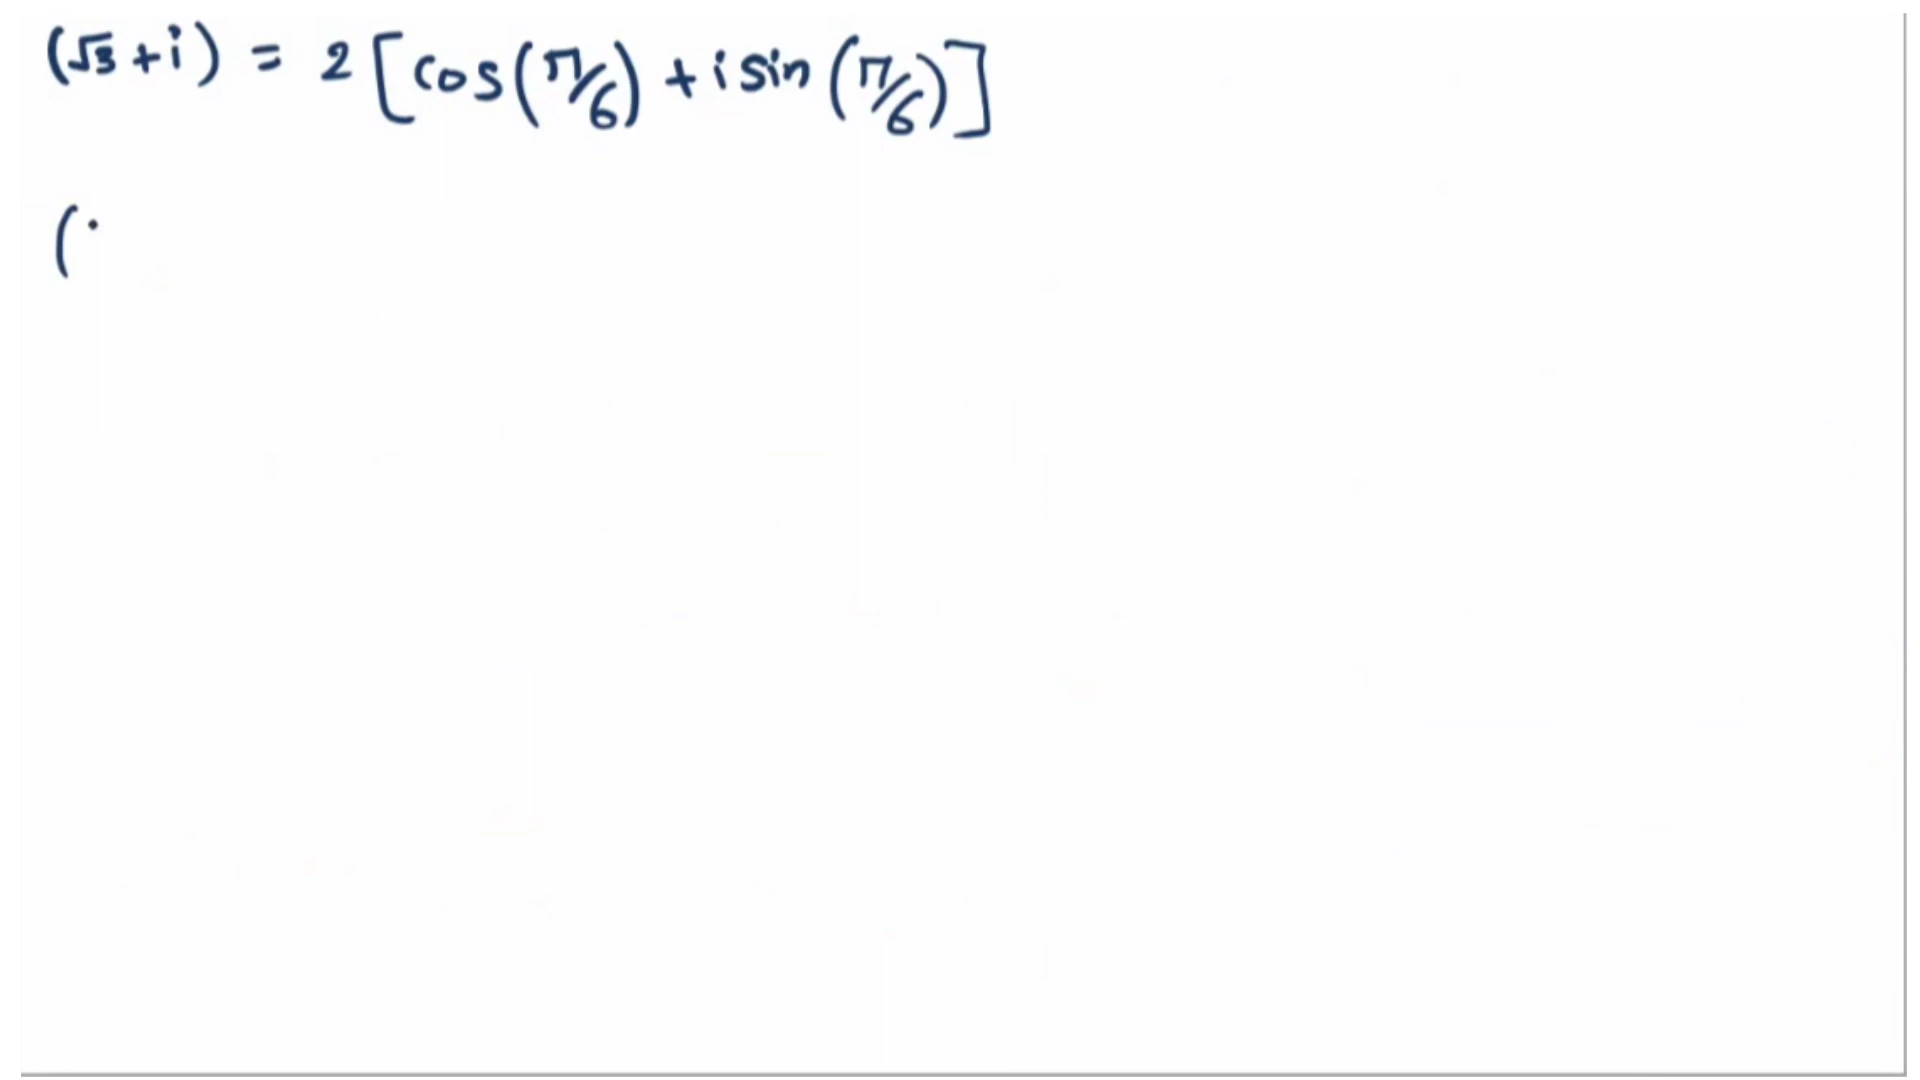 (√3 + i) = 2 [cos(π/6) + i sin(π/6)]
(